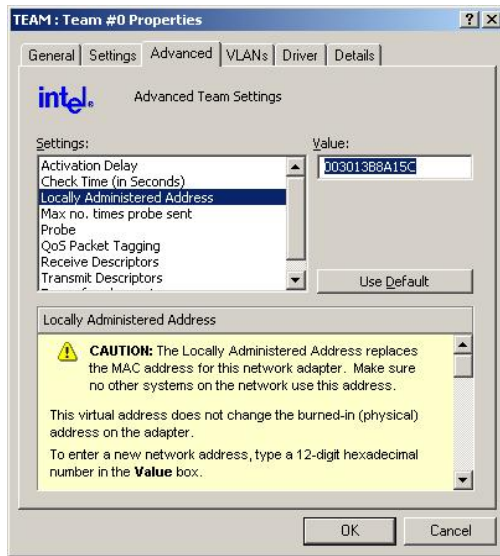 TEAM : Team #0 Properties
General Settings Advanced VLANs Driver Details
intel. Advanced Team Settings
Settings: Value:
Activation Delay 003013B8A15C
Check Time (in Seconds)
Locally Administered Address
Max no. times probe sent
Probe
QoS Packet Tagging
Receive Descriptors
Transmit Descriptors
Use Default
Locally Administered Address
CAUTION: The Locally Administered Address replaces
the MAC address for this network adapter. Make sure
no other systems on the network use this address.
This virtual address does not change the burned-in (physical)
address on the adapter.
To enter a new network address, type a 12-digit hexadecimal
number in the Value box.
OK Cancel